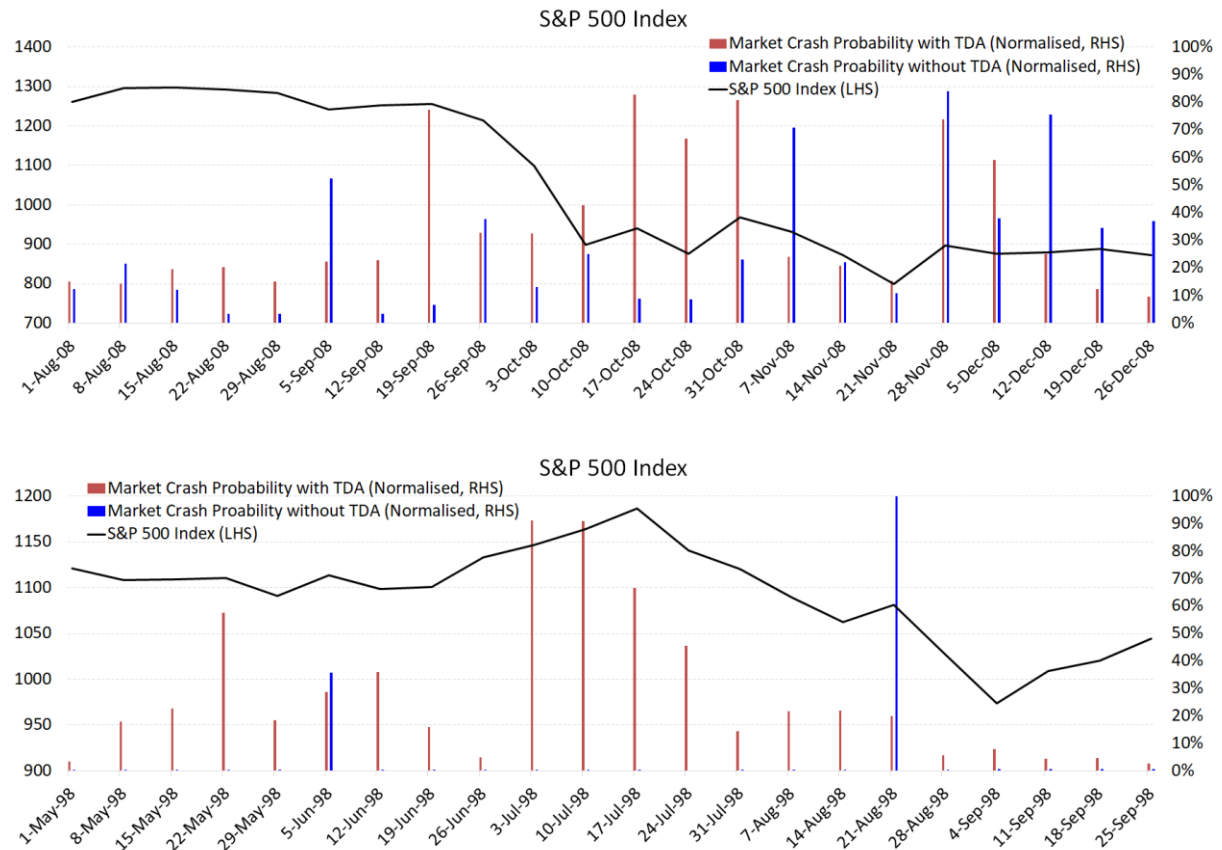 S&P 500 Index
Market Crash Probability with TDA (Normalised, RHS)
Market Crash Proability without TDA (Normalised, RHS)
S&P 500 Index (LHS)
1400
1300
1200
1100
1000
900
800
700
100%
90%
80%
70%
60%
50%
40%
30%
20%
10%
0%
1-Aug-08
8-Aug-08
15-Aug-08
22-Aug-08
29-Aug-08
5-Sep-08
12-Sep-08
19-Sep-08
26-Sep-08
3-Oct-08
10-Oct-08
17-Oct-08
24-Oct-08
31-Oct-08
7-Nov-08
14-Nov-08
21-Nov-08
28-Nov-08
5-Dec-08
12-Dec-08
19-Dec-08
26-Dec-08
S&P 500 Index
Market Crash Probability with TDA (Normalised, RHS)
Market Crash Proability without TDA (Normalised, RHS)
S&P 500 Index (LHS)
1200
1150
1100
1050
1000
950
900
100%
90%
80%
70%
60%
50%
40%
30%
20%
10%
0%
1-May-98
8-May-98
15-May-98
22-May-98
29-May-98
5-Jun-98
12-Jun-98
19-Jun-98
26-Jun-98
3-Jul-98
10-Jul-98
17-Jul-98
24-Jul-98
31-Jul-98
7-Aug-98
14-Aug-98
21-Aug-98
28-Aug-98
4-Sep-98
11-Sep-98
18-Sep-98
25-Sep-98